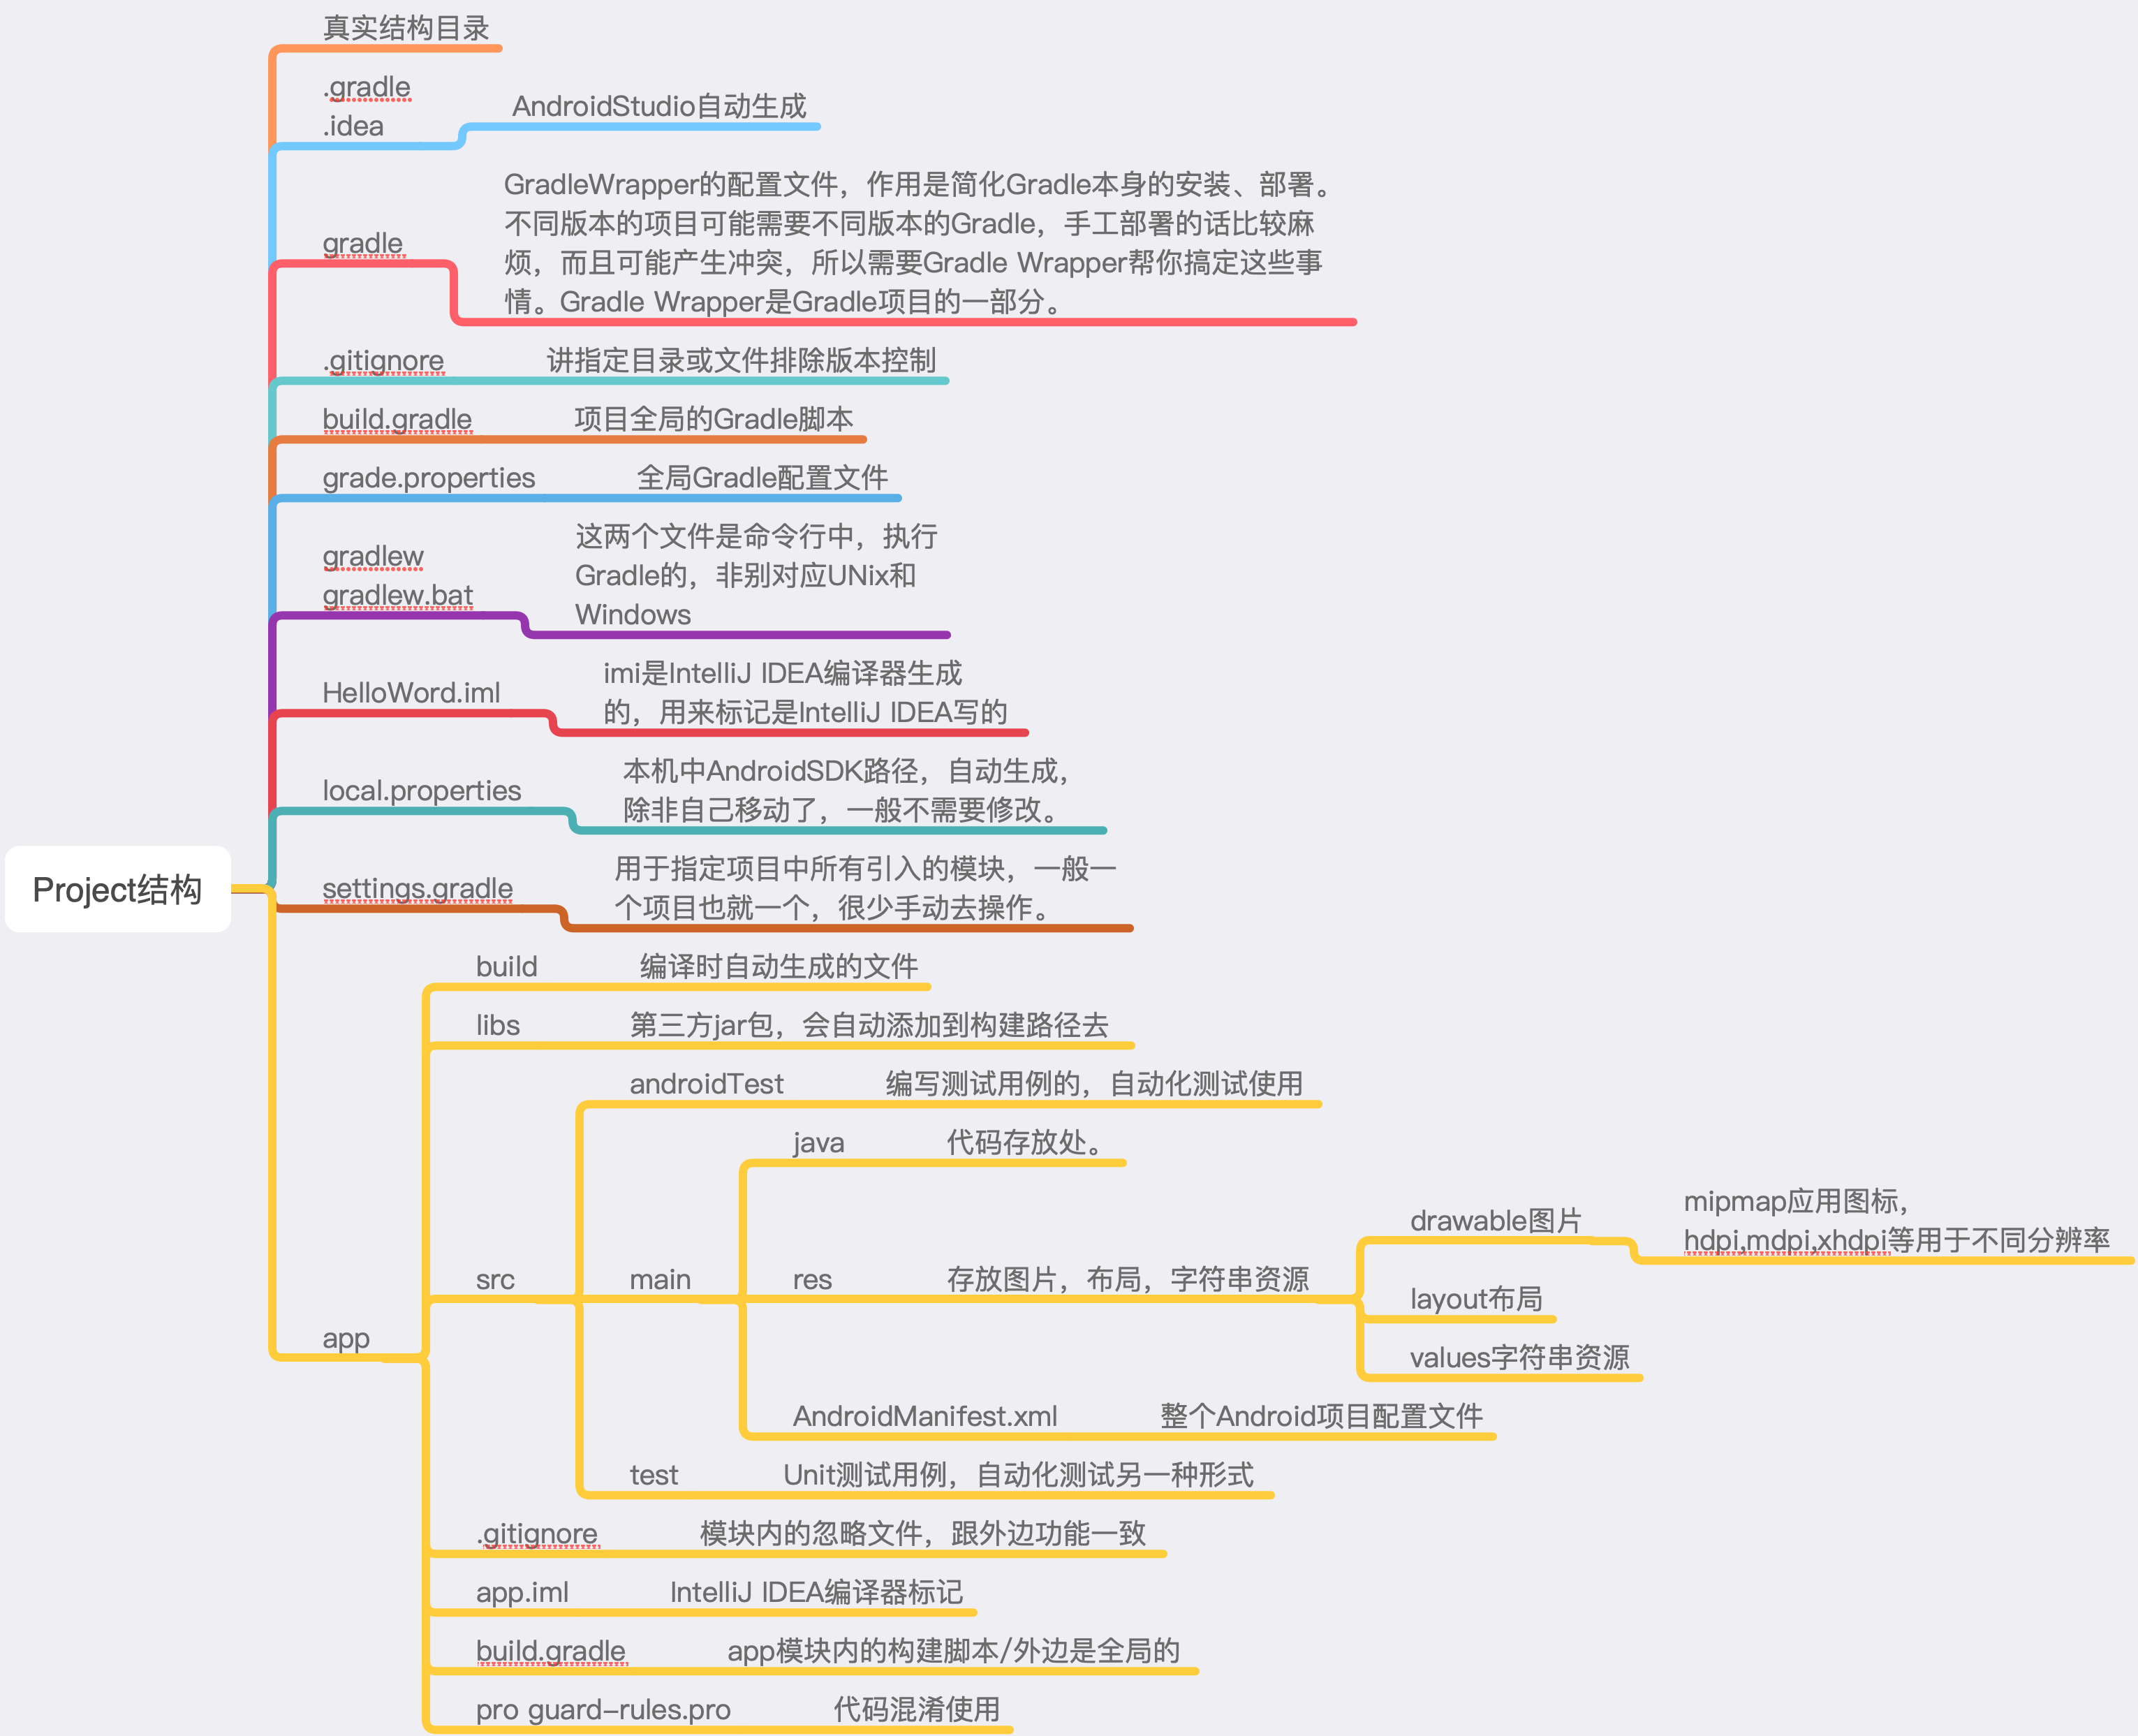 真实结构目录
.gradle
.idea
AndroidStudio自动生成
gradle
GradleWrapper的配置文件，作用是简化Gradle本身的安装、部署。
不同版本的项目可能需要不同版本的Gradle，手工部署的话比较麻
烦，而且可能产生冲突，所以需要Gradle Wrapper帮你搞定这些事
情。Gradle Wrapper是Gradle项目的一部分。
.gitignore
讲指定目录或文件排除版本控制
build.gradle
项目全局的Gradle脚本
grade.properties
全局Gradle配置文件
gradlew
gradlew.bat
这两个文件是命令行中，执行
Gradle的，非别对应UNix和
Windows
HelloWord.iml
imi是IntelliJ IDEA编译器生成
的，用来标记是IntelliJ IDEA写的
local.properties
本机中AndroidSDK路径，自动生成，
除非自己移动了，一般不需要修改。
Project结构
settings.gradle
用于指定项目中所有引入的模块，一般一
个项目也就一个，很少手动去操作。
app
build
编译时自动生成的文件
libs
第三方jar包，会自动添加到构建路径去
src
androidTest
编写测试用例的，自动化测试使用
main
java
代码存放处。
res
存放图片，布局，字符串资源
drawable图片
mipmap应用图标，
hdpi,mdpi,xhdpi等用于不同分辨率
layout布局
values字符串资源
AndroidManifest.xml
整个Android项目配置文件
test
Unit测试用例，自动化测试另一种形式
.gitignore
模块内的忽略文件，跟外边功能一致
app.iml
IntelliJ IDEA编译器标记
build.gradle
app模块内的构建脚本/外边是全局的
pro guard-rules.pro
代码混淆使用